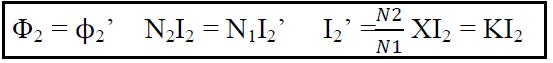 Φ₂ = ϕ₂’ N₂I₂ = N₁I₂’ I₂’ =N2/N1 XI₂ = KI₂